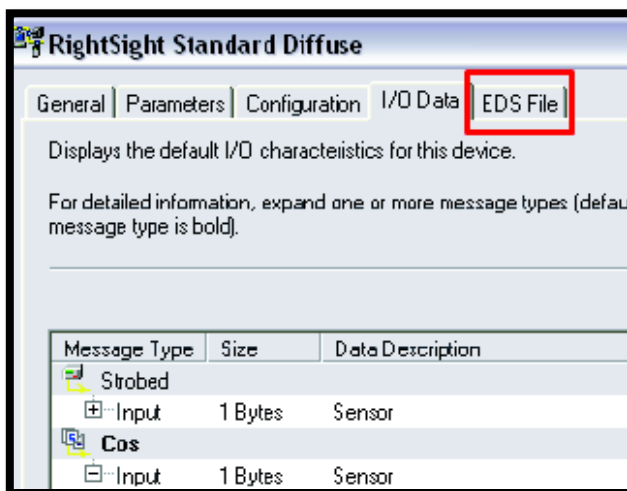 RightSight Standard Diffuse
General Parameters Configuration I/O Data EDS File
Displays the default I/O characteristics for this device.
For detailed information, expand one or more message types (defau
message type is bold).
Message Type Size Data Description
Strobed
Input 1 Bytes Sensor
Cos
Input 1 Bytes Sensor